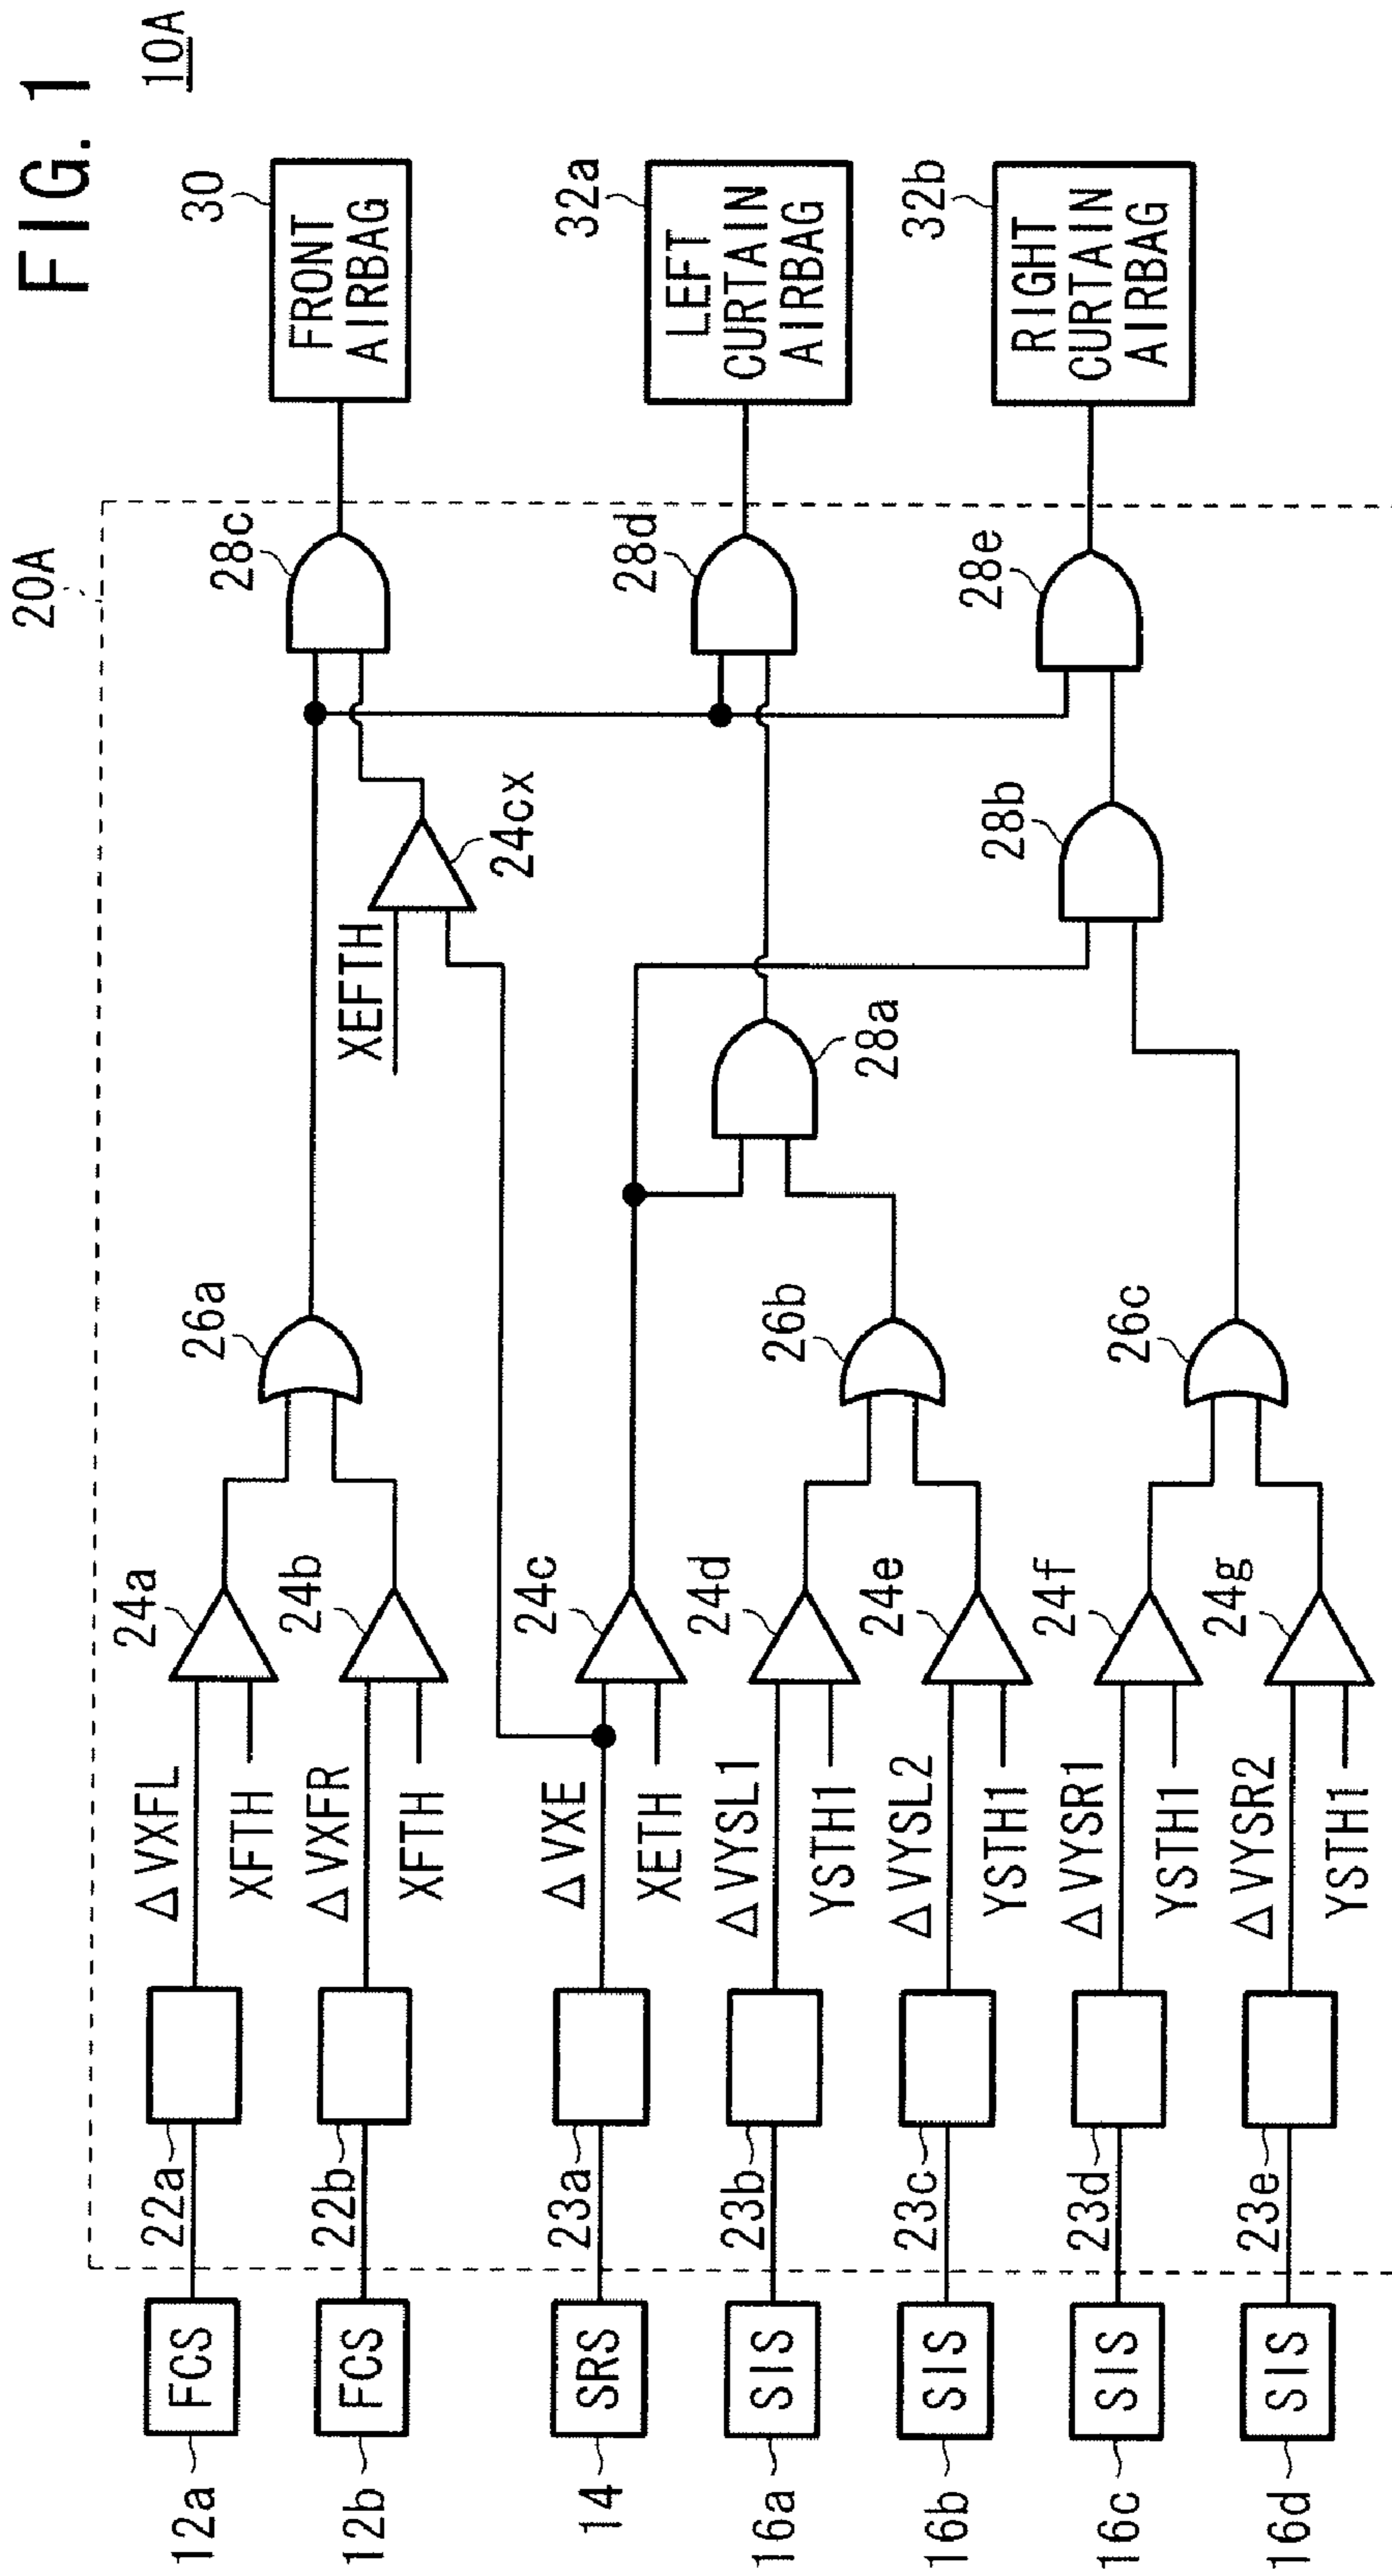 FIG. 1
10A
20A
12a
FCS
22a
ΔVXFL
XFTH
24a
26a
28c
30
FRONT
AIRBAG
12b
FCS
22b
ΔVXFR
XFTH
24b
XEFTH
24cx
14
SRS
23a
ΔVXE
XETH
24c
16a
SIS
23b
ΔVYSL1
YSTH1
24d
26b
28a
28d
32a
LEFT
CURTAIN
AIRBAG
16b
SIS
23c
ΔVYSL2
YSTH1
24e
16c
SIS
23d
ΔVYSR1
YSTH1
24f
26c
28b
28e
32b
RIGHT
CURTAIN
AIRBAG
16d
SIS
23e
ΔVYSR2
YSTH1
24g